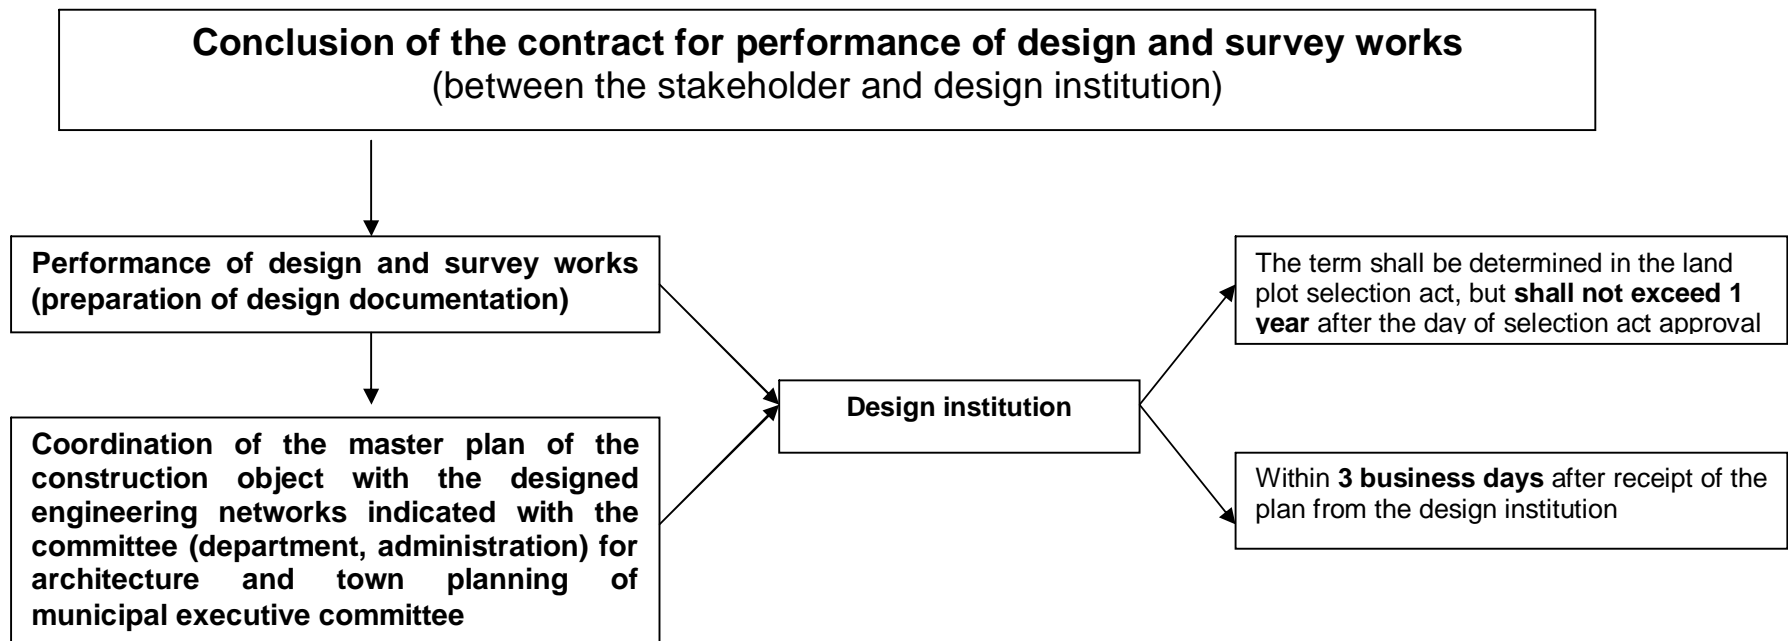 Conclusion of the contract for performance of design and survey works
(between the stakeholder and design institution)
Performance of design and survey works
(preparation of design documentation)
The term shall be determined in the land
plot selection act, but shall not exceed 1
year after the day of selection act approval
Design institution
Coordination of the master plan of the
construction object with the designed
engineering networks indicated with the
committee (department, administration) for
architecture and town planning of
municipal executive committee
Within 3 business days after receipt of the
plan from the design institution